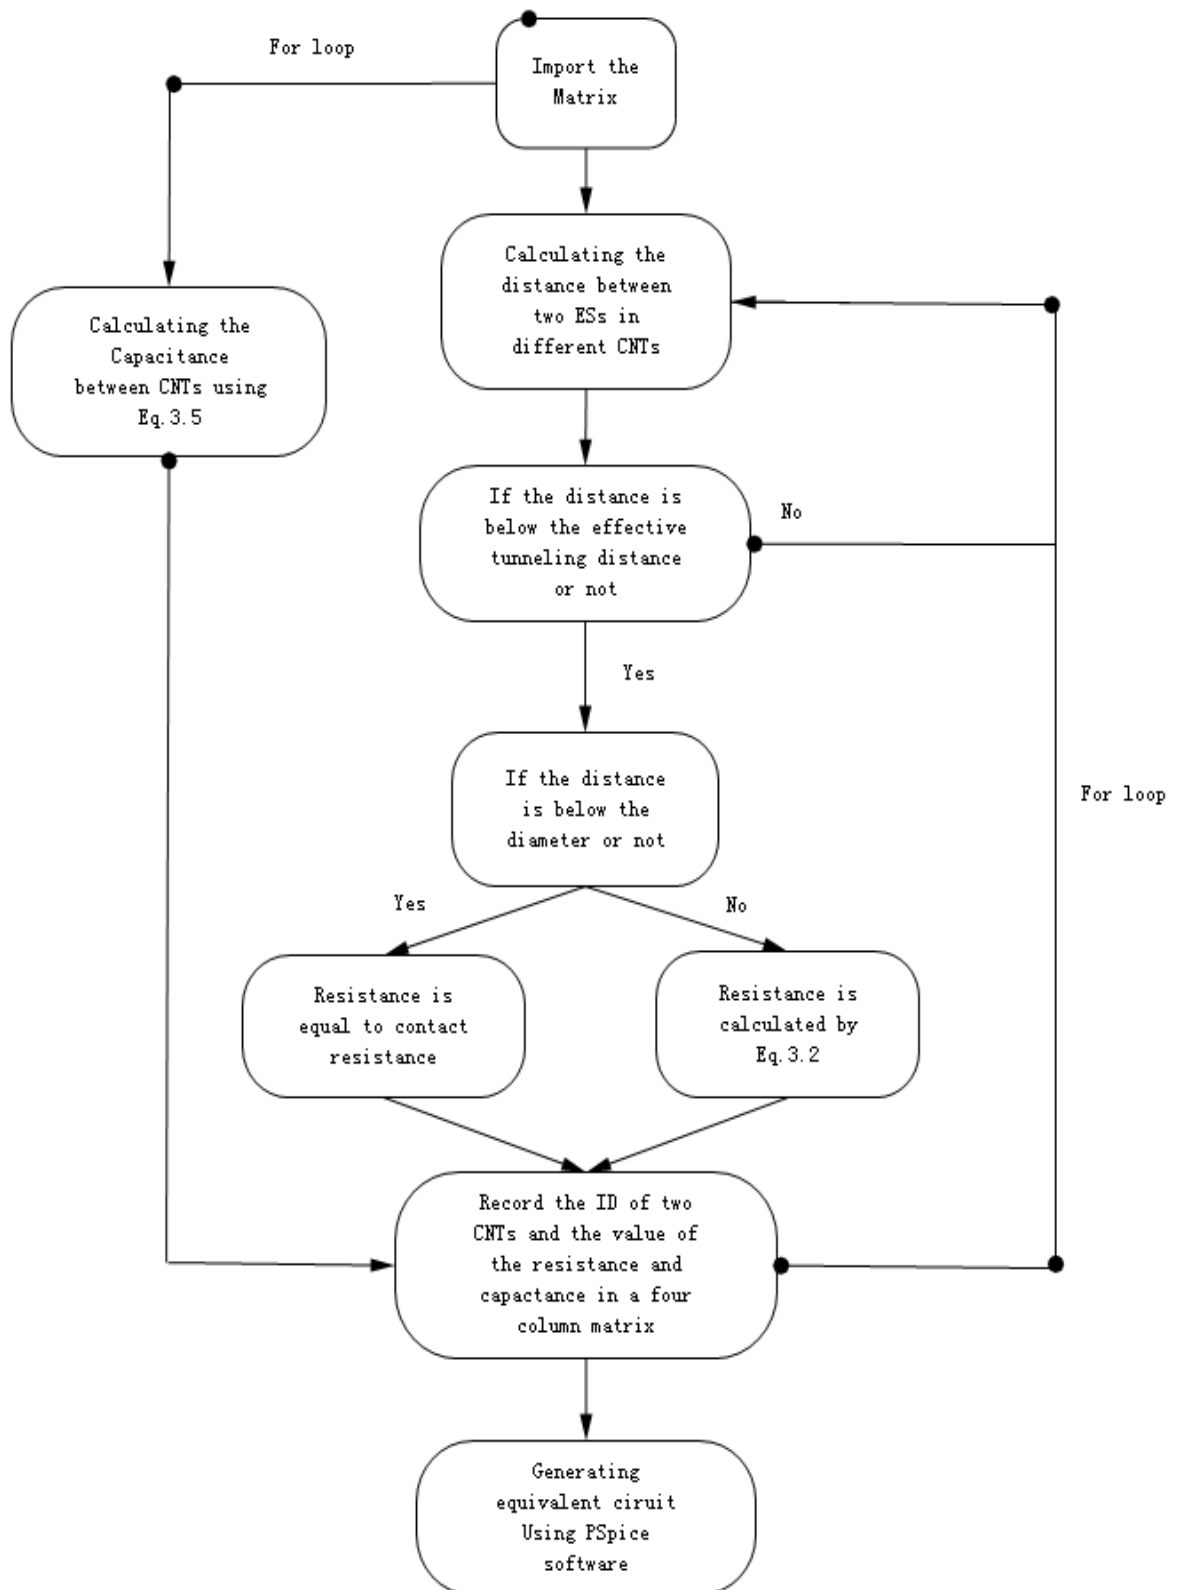 For loop
Import the
Matrix
Calculating the
distance between
two ESs in
different CNTs
Calculating the
Capacitance
between CNTs using
Eq.3.5
If the distance is
below the effective
tunneling distance
or not
No
Yes
If the distance
is below the
diameter or not
For loop
Yes
No
Resistance is
equal to contact
resistance
Resistance is
calculated by
Eq.3.2
Record the ID of two
CNTs and the value of
the resistance and
capactance in a four
column matrix
Generating
equivalent ciruit
Using PSpice
software